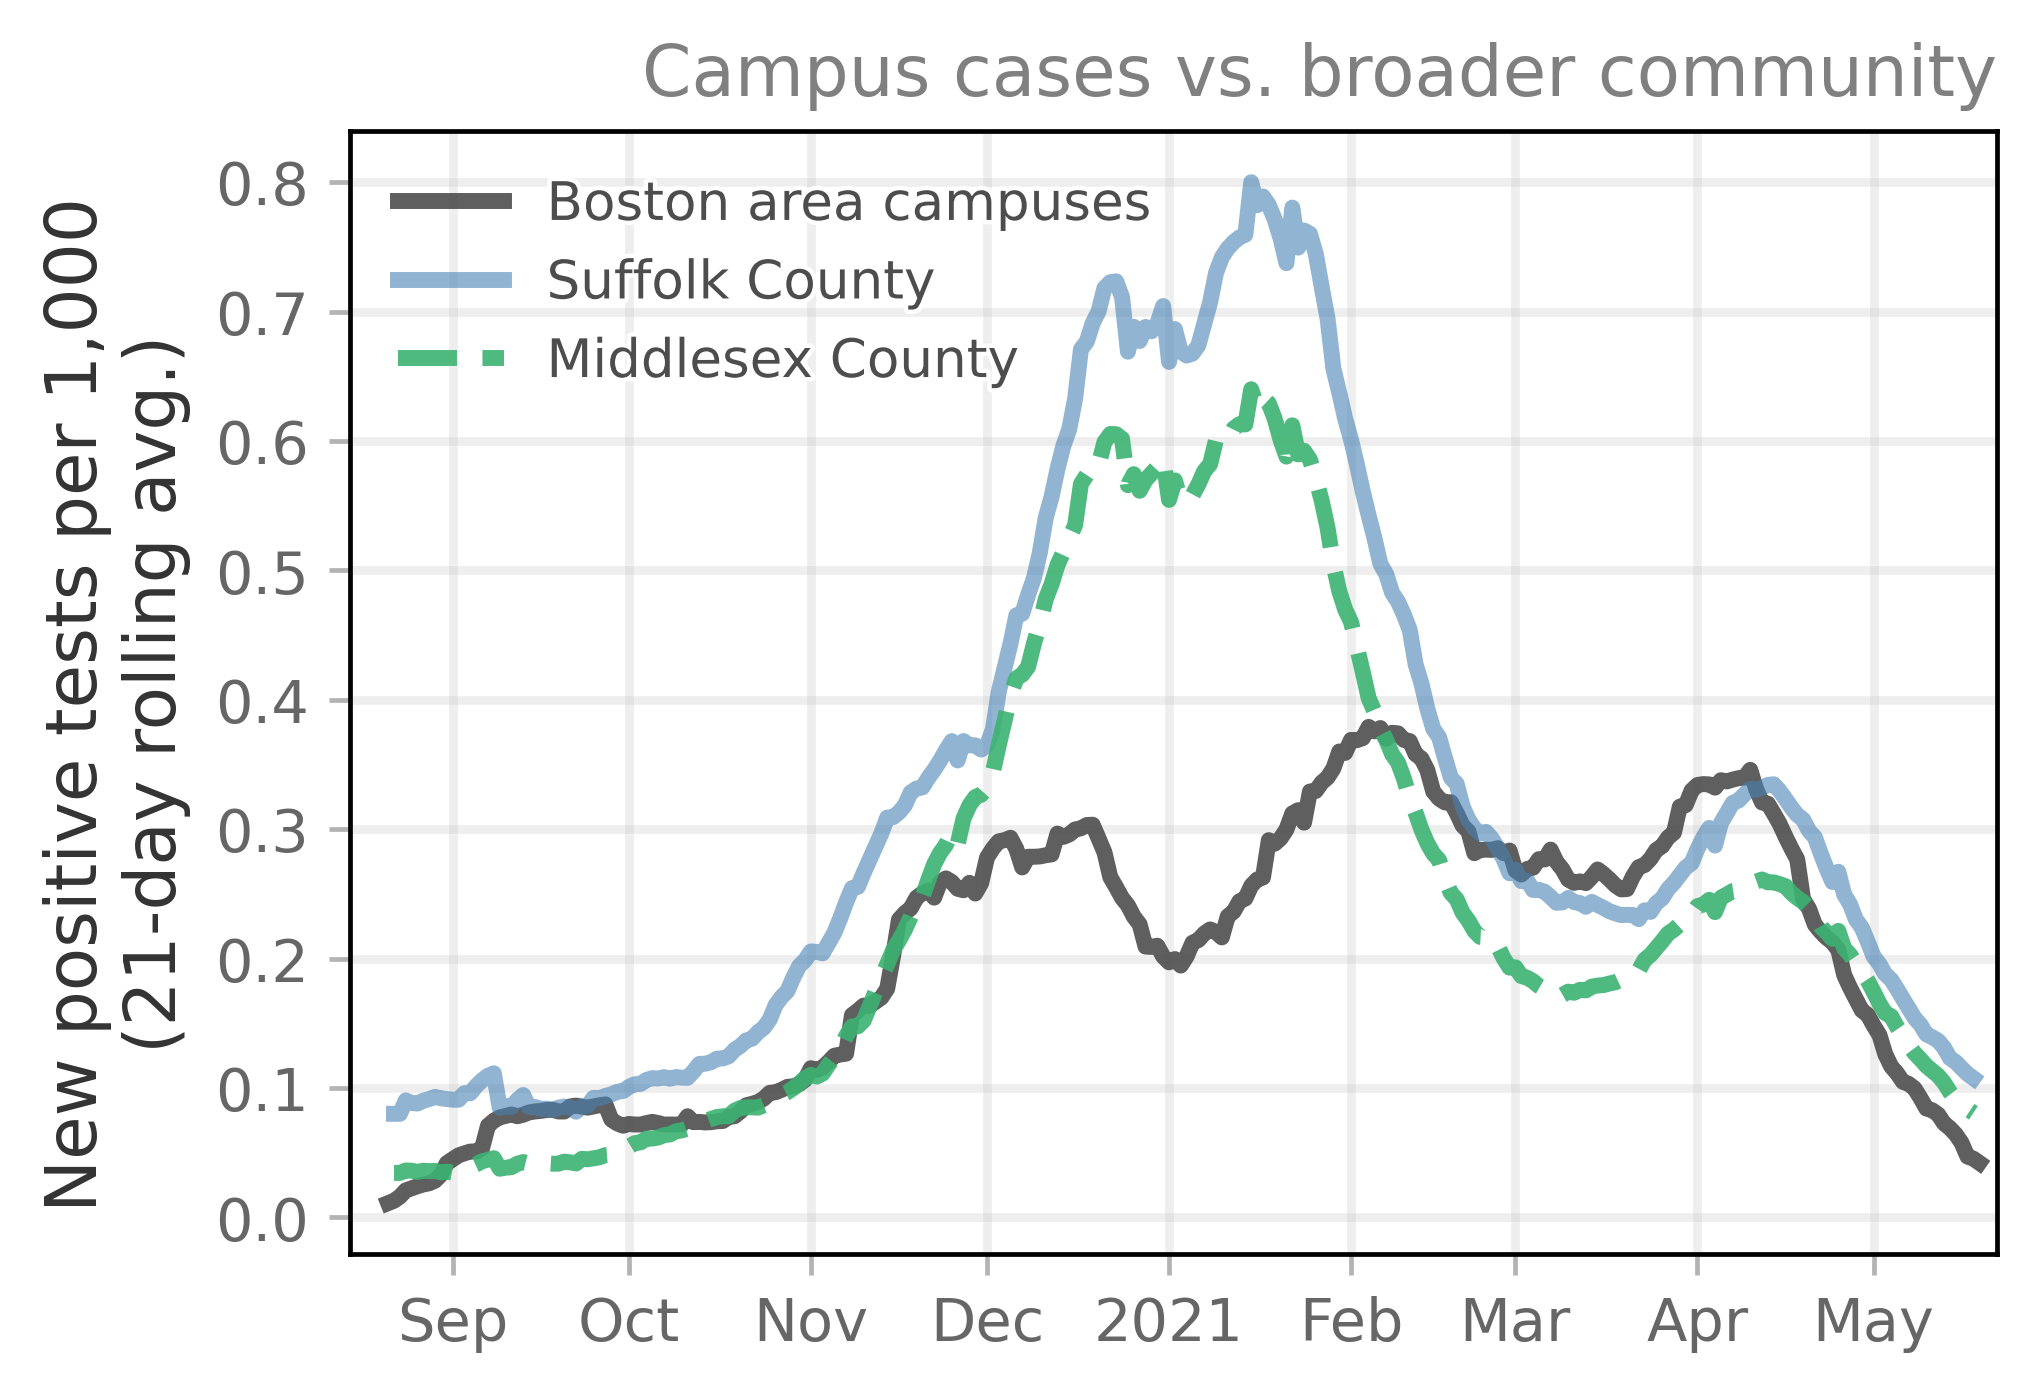 Campus cases vs. broader community
New positive tests per 1,000
(21-day rolling avg.)
Boston area campuses
Suffolk County
Middlesex County
0.8
0.7
0.6
0.5
0.4
0.3
0.2
0.1
0.0
Sep Oct Nov Dec 2021 Feb Mar Apr May